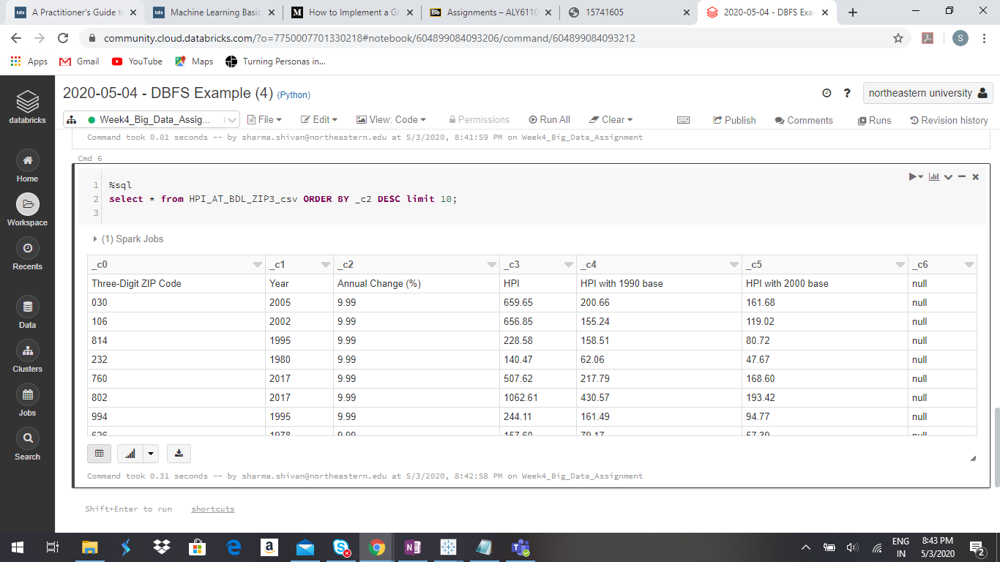 tds A Practitioner's Guide to
tds Machine Learning Basic
M How to Implement a Gr
Bb Assignments – ALY6110
15741605
2020-05-04 - DBFS Exar
community.cloud.databricks.com/?o=7750007701330218#notebook/604899084093206/command/604899084093212
S
Apps Gmail YouTube Maps Turning Personas in...
databricks
Home
Workspace
Recents
Data
Clusters
Jobs
Search
2020-05-04 - DBFS Example (4) (Python)
? northeastern university
Week4_Big_Data_Assig... File Edit View: Code Permissions Run All Clear Publish Comments Runs Revision history
Command took 0.01 seconds -- by sharma.shivan@northeastern.edu at 5/3/2020, 8:41:59 PM on Week4_Big_Data_Assignment
Cmd 6
1 %sql
2 select * from HPI_AT_BDL_ZIP3_csv ORDER BY _c2 DESC limit 10;
3
(1) Spark Jobs
_c0 _c1 _c2 _c3 _c4 _c5 _c6
Three-Digit ZIP Code Year Annual Change (%) HPI HPI with 1990 base HPI with 2000 base null
030 2005 9.99 659.65 200.66 161.68 null
106 2002 9.99 656.85 155.24 119.02 null
814 1995 9.99 228.58 158.51 80.72 null
232 1980 9.99 140.47 62.06 47.67 null
760 2017 9.99 507.62 217.79 168.60 null
802 2017 9.99 1062.61 430.57 193.42 null
994 1995 9.99 244.11 161.49 94.77 null
626 1978 9.99 157.60 79.17 57.39 null
Command took 0.31 seconds -- by sharma.shivan@northeastern.edu at 5/3/2020, 8:42:58 PM on Week4_Big_Data_Assignment
Shift+Enter to run shortcuts
ENG 8:43 PM
IN 5/3/2020
2